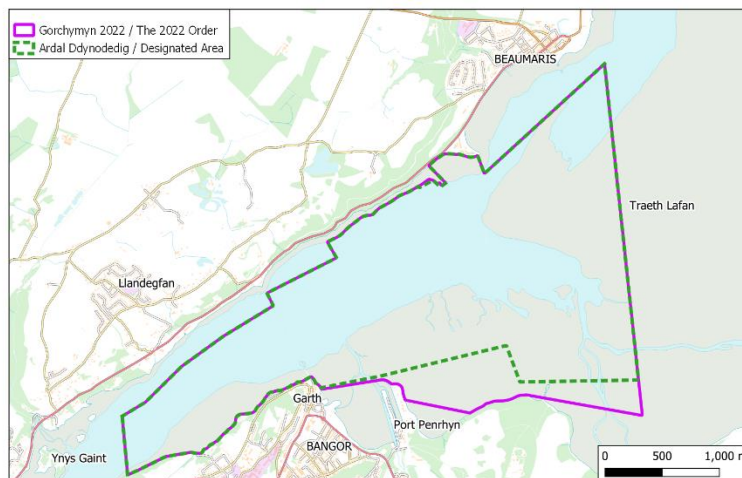 Gorchymyn 2022 / The 2022 Order
Ardal Ddynodedig / Designated Area
BEAUMARIS
Traeth Lafan
Llandegfan
Garth
Port Penrhyn
BANGOR
Ynys Gaint
0 500 1,000 m